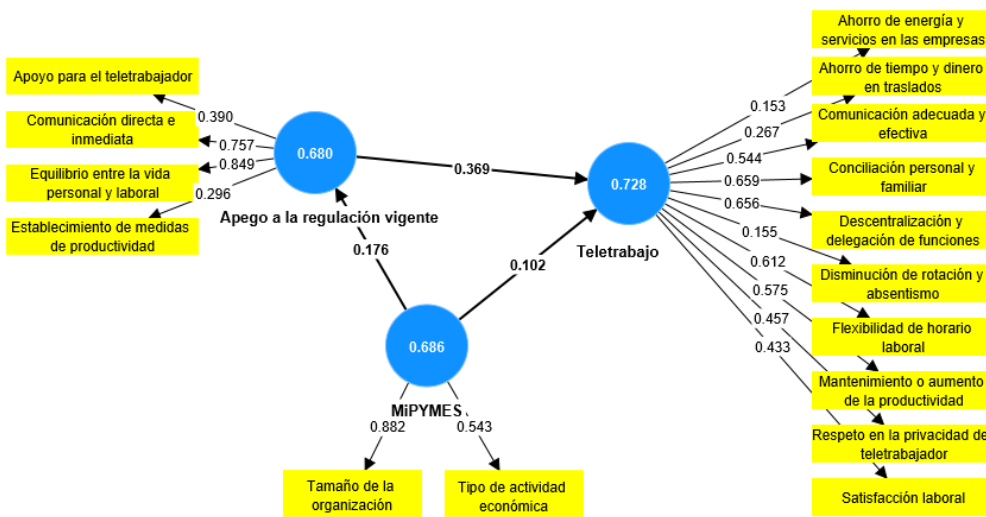 Apoyo para el teletrabajador
Comunicación directa e
inmediata
Equilibrio entre la vida
personal y laboral
Establecimiento de medidas
de productividad
0.390
0.757
0.849
0.296
0.680
Apego a la regulación vigente
0.176
0.369
0.102
0.686
MiPYMES
0.882
0.543
Tamaño de la
organización
Tipo de actividad
económica
0.728
Teletrabajo
0.153
0.267
0.544
0.659
0.656
0.155
0.612
0.575
0.457
0.433
Ahorro de energía y
servicios en las empresas
Ahorro de tiempo y dinero
en traslados
Comunicación adecuada y
efectiva
Conciliación personal y
familiar
Descentralización y
delegación de funciones
Disminución de rotación y
absentismo
Flexibilidad de horario
laboral
Mantenimiento o aumento
de la productividad
Respeto en la privacidad de
teletrabajador
Satisfacción laboral